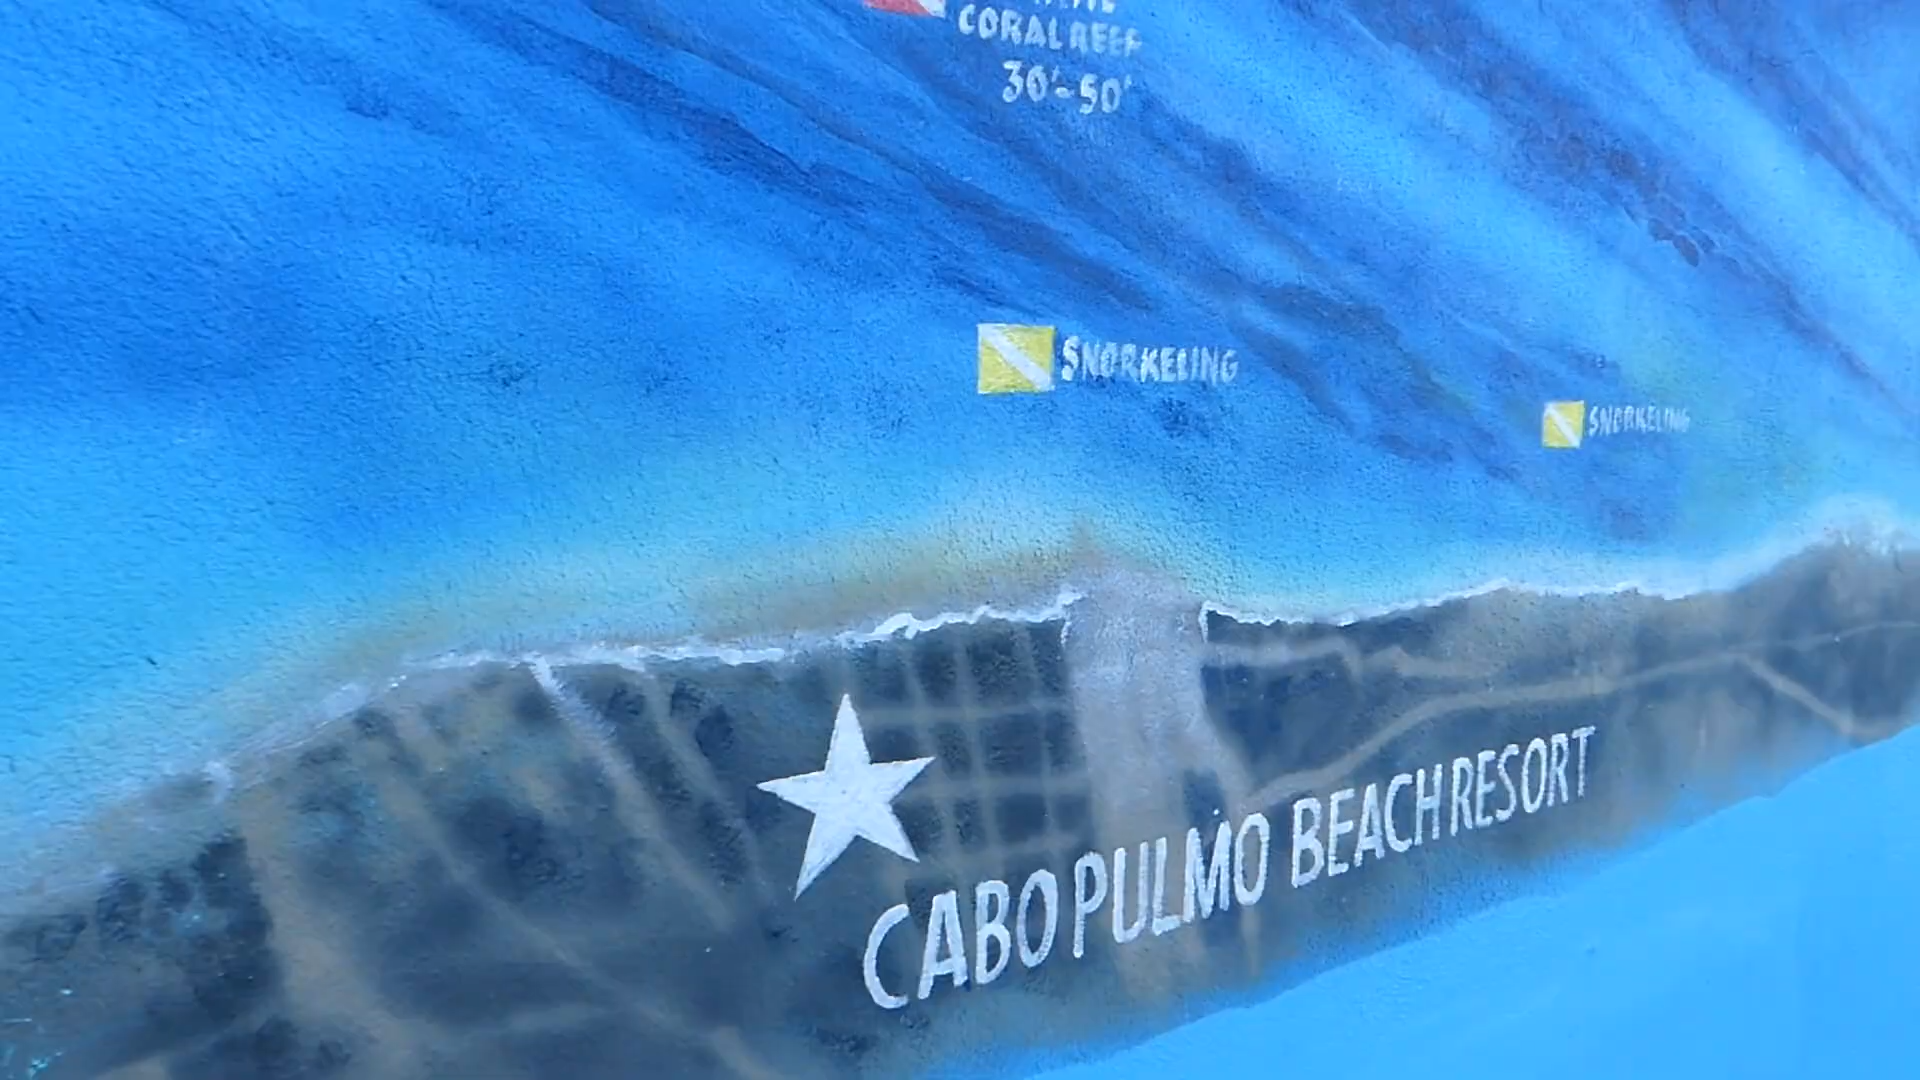 CORAL REEF
30'-50'
SNORKELING
SNORKELING
CABO PULMO BEACH RESORT